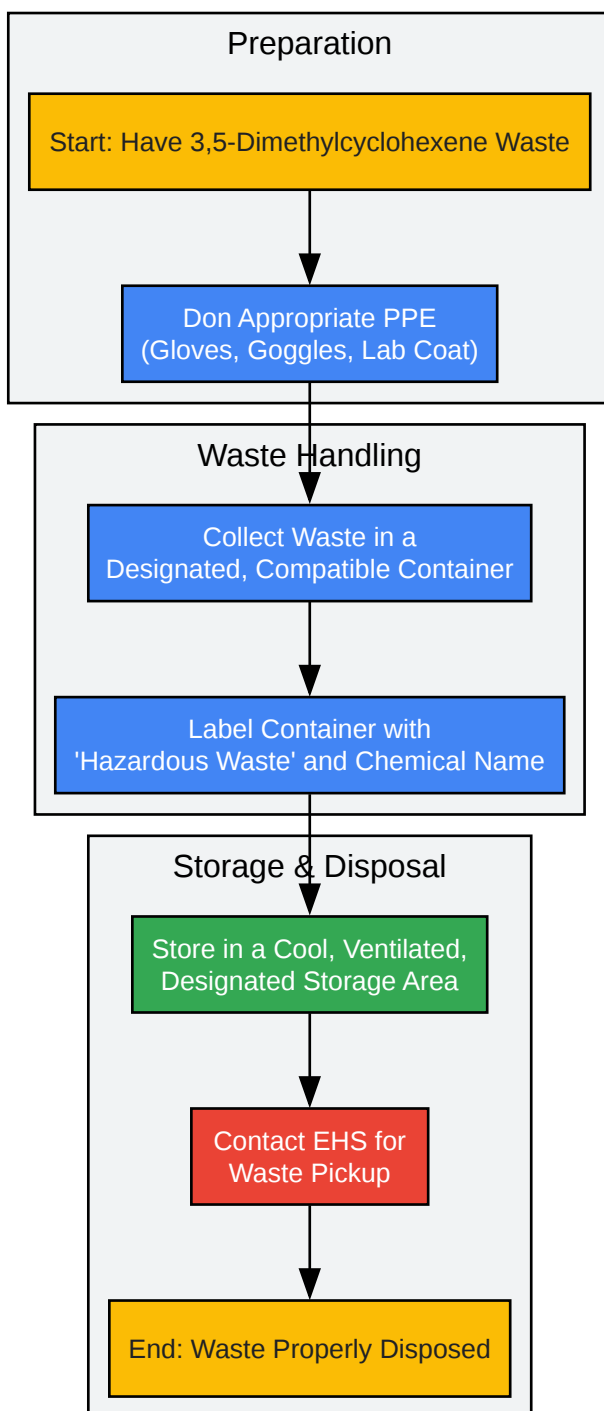 Preparation
Start: Have 3,5-Dimethylcyclohexene Waste
Don Appropriate PPE
(Gloves, Goggles, Lab Coat)
Waste Handling
Collect Waste in a
Designated, Compatible Container
Label Container with
'Hazardous Waste' and Chemical Name
Storage & Disposal
Store in a Cool, Ventilated,
Designated Storage Area
Contact EHS for
Waste Pickup
End: Waste Properly Disposed